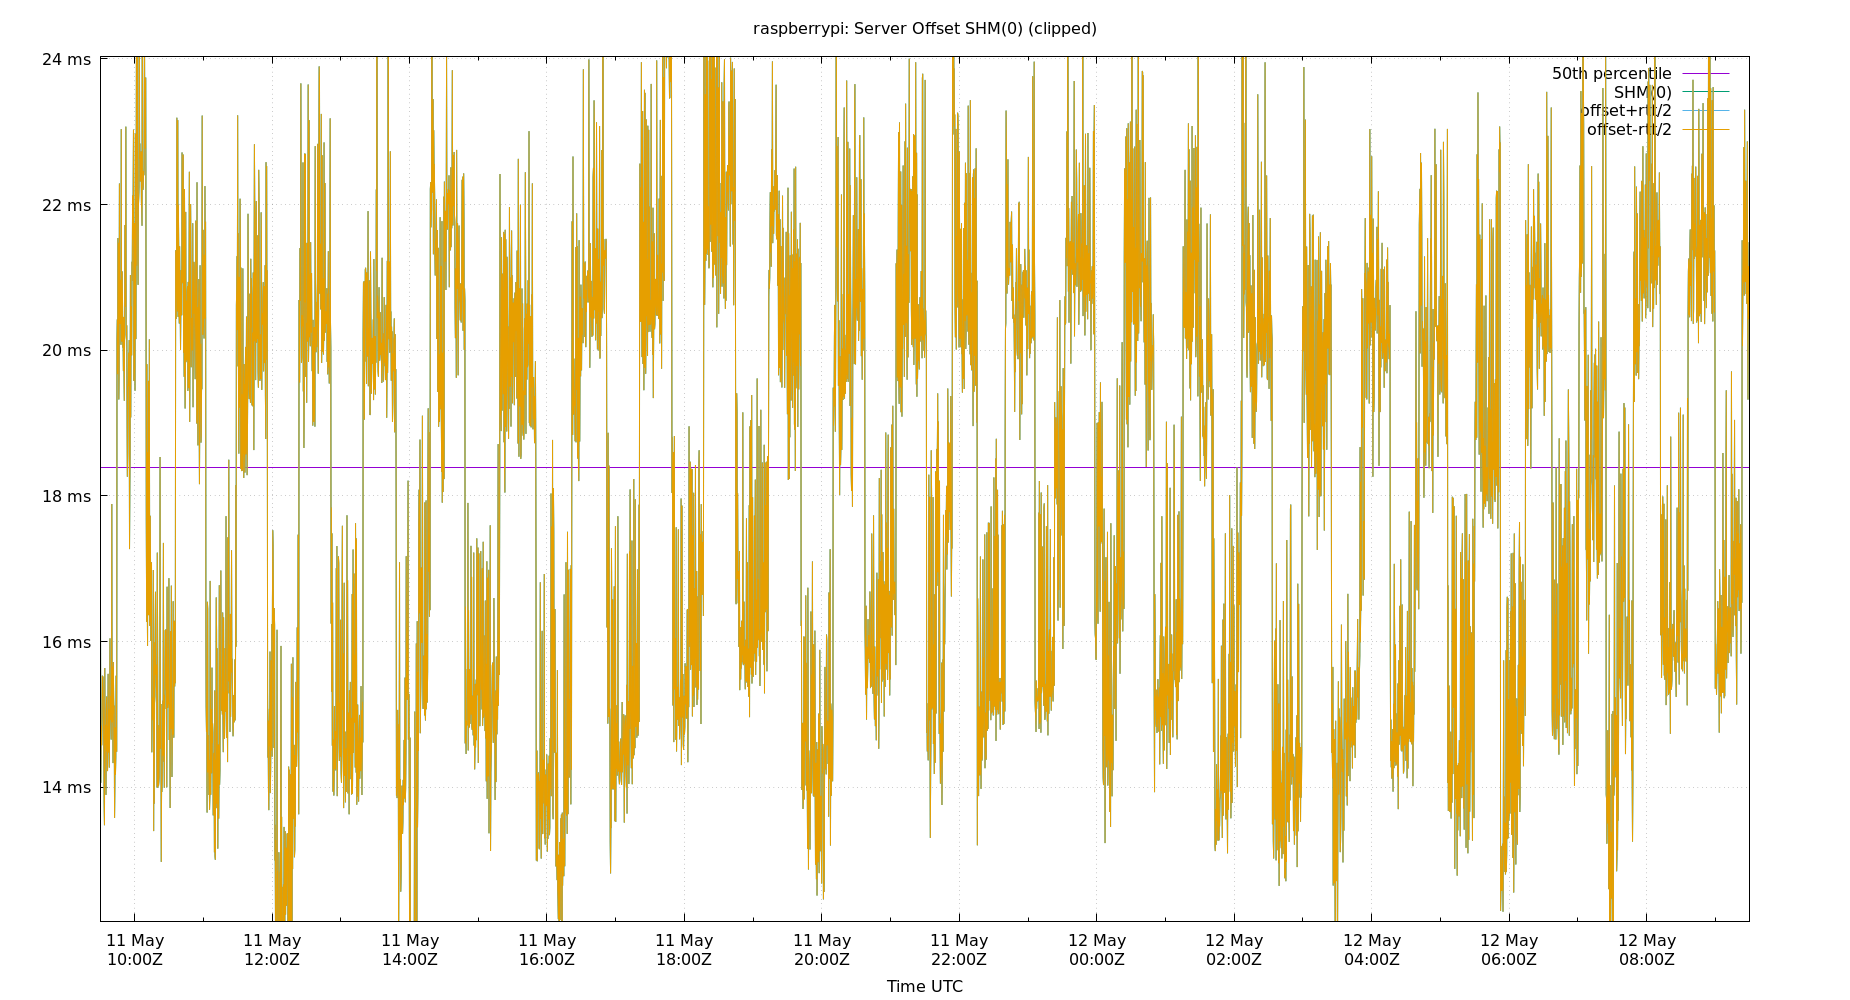 raspberrypi: Server Offset SHM(0) (clipped)
50th percentile
SHM(0)
offset+rtt/2
offset-rtt/2
24 ms
22 ms
20 ms
18 ms
16 ms
14 ms
11 May 11 May 11 May 11 May 11 May 11 May 11 May 12 May 12 May 12 May 12 May 12 May
10:00Z 12:00Z 14:00Z 16:00Z 18:00Z 20:00Z 22:00Z 00:00Z 02:00Z 04:00Z 06:00Z 08:00Z
Time UTC